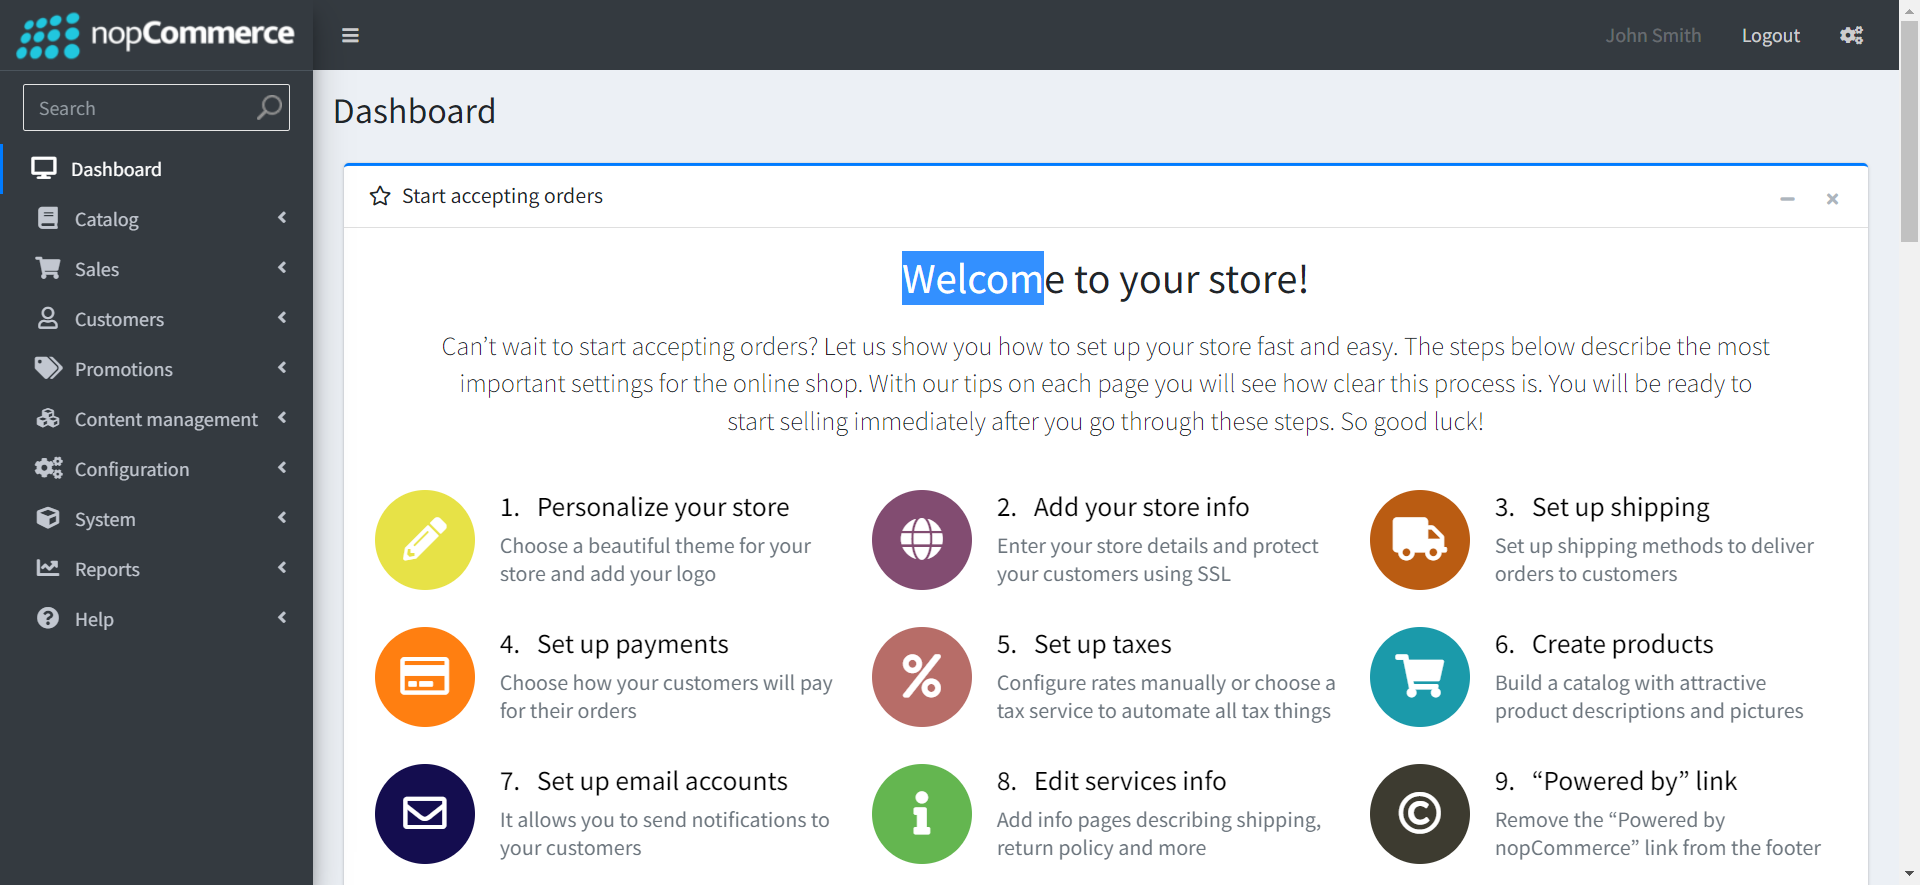 nopCommerce
John Smith
Logout
Search
Dashboard
Catalog
Sales
Customers
Promotions
Content management
Configuration
System
Reports
Help
Dashboard
Start accepting orders
Welcome to your store!
Can’t wait to start accepting orders? Let us show you how to set up your store fast and easy. The steps below describe the most
important settings for the online shop. With our tips on each page you will see how clear this process is. You will be ready to
start selling immediately after you go through these steps. So good luck!
1. Personalize your store
Choose a beautiful theme for your
store and add your logo
2. Add your store info
Enter your store details and protect
your customers using SSL
3. Set up shipping
Set up shipping methods to deliver
orders to customers
4. Set up payments
Choose how your customers will pay
for their orders
5. Set up taxes
Configure rates manually or choose a
tax service to automate all tax things
6. Create products
Build a catalog with attractive
product descriptions and pictures
7. Set up email accounts
It allows you to send notifications to
your customers
8. Edit services info
Add info pages describing shipping,
return policy and more
9. “Powered by” link
Remove the “Powered by
nopCommerce” link from the footer